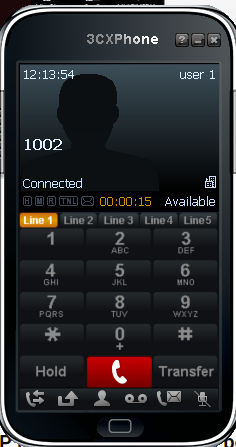 3CXPhone ?
12:13:54 user 1
1002
Connected
H M R TNL 00:00:15 Available
Line 1 Line 2 Line 3 Line 4 Line5
1 2 3
ABC DEF
4 5 6
GHI JKL MNO
7 8 9
PQRS TUV WXYZ
* 0 #
+
Hold Transfer